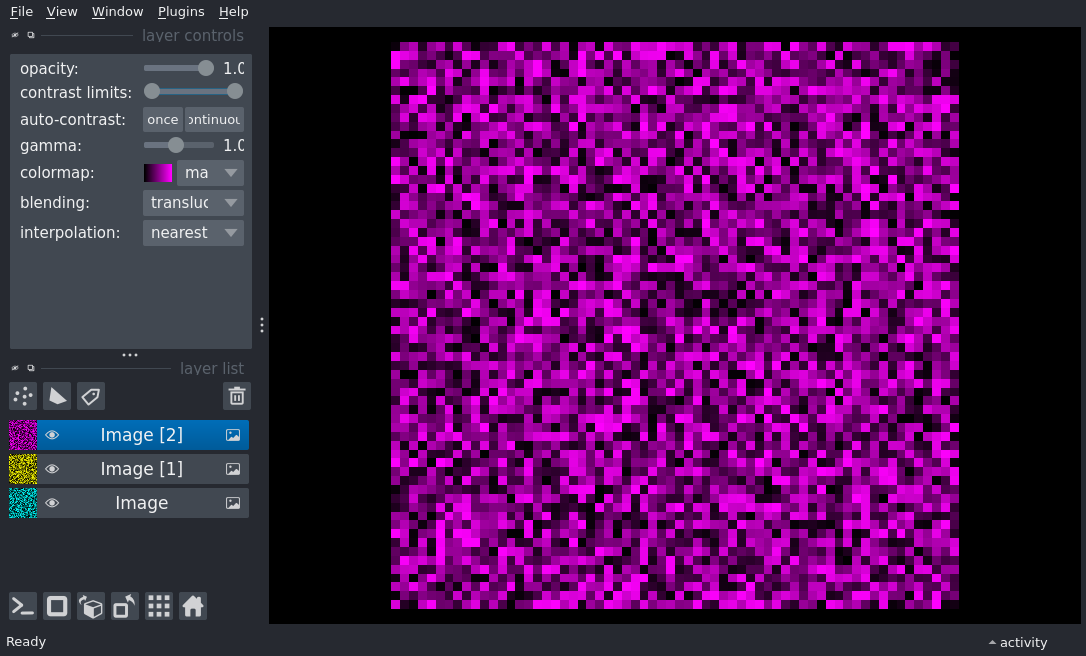 File View Window Plugins Help
layer controls
opacity: 1.0
contrast limits:
auto-contrast: once ontinuou
gamma: 1.0
colormap: ma
blending: transluc
interpolation: nearest
layer list
Image [2]
Image [1]
Image
Ready
activity